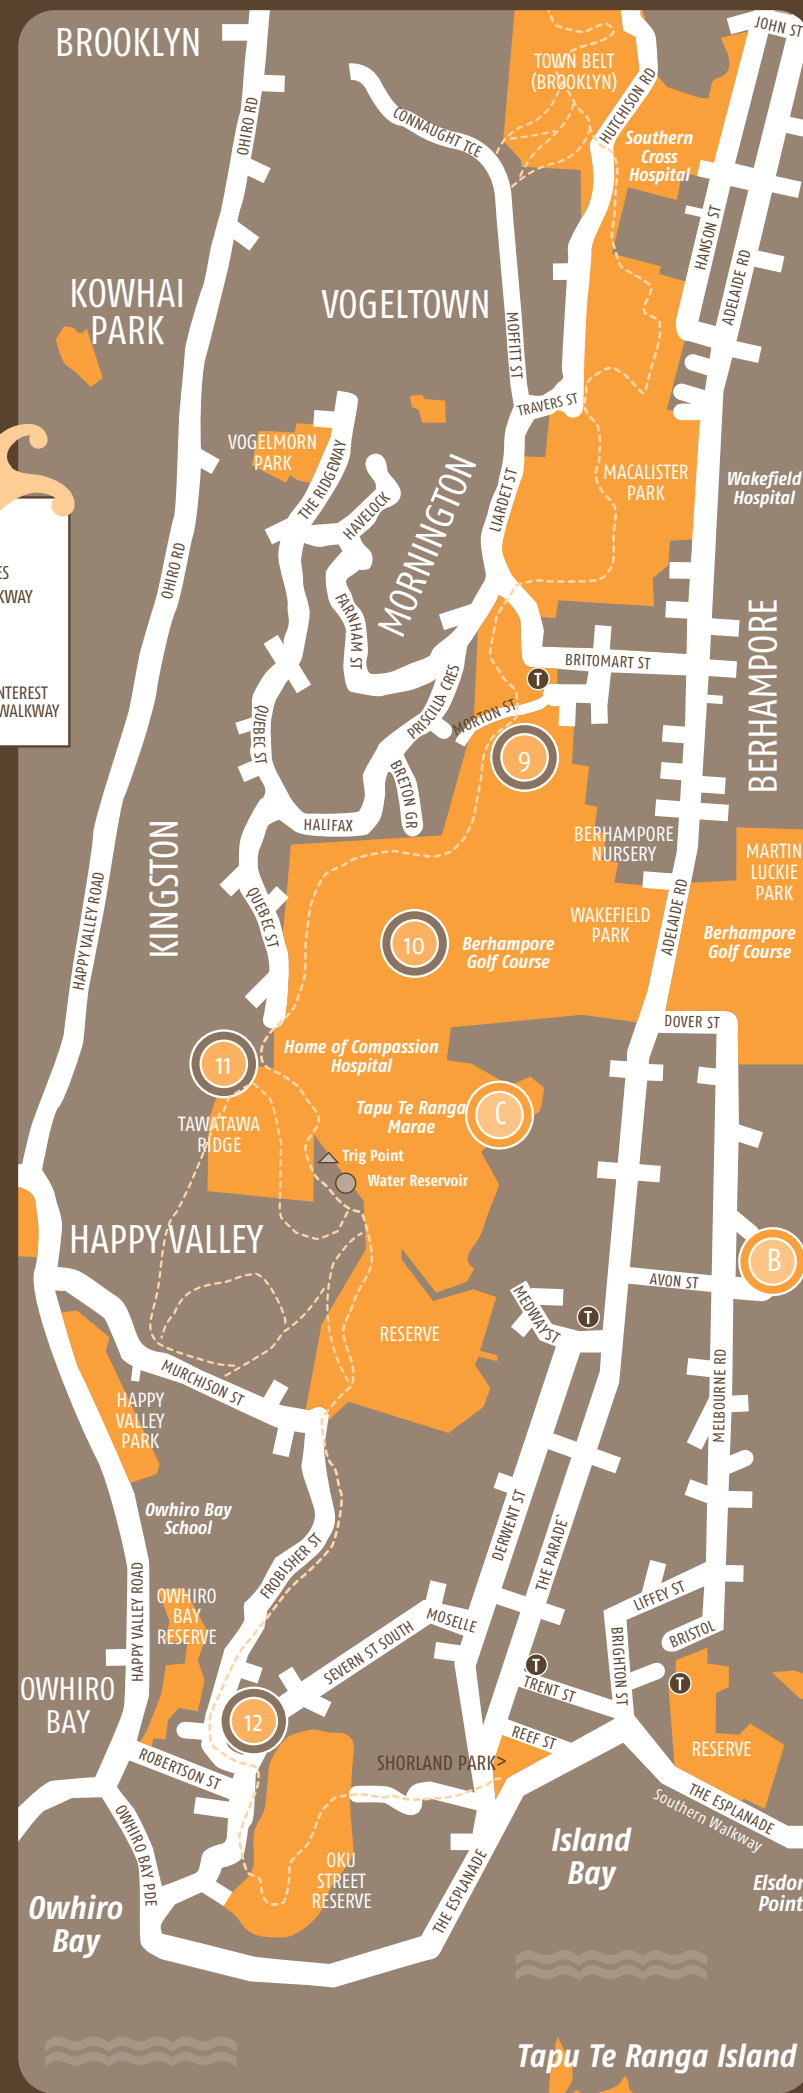 BROOKLYN
OHIRO RD
CONNAUGHT TCE
TOWN BELT
(BROOKLYN)
HUTCHISON RD
JOHN ST
Southern
Cross
Hospital
HANSON ST
ADELAIDE RD
KOWHAI
PARK
VOGELTOWN
MOFFITT ST
TRAVERS ST
VOGELMORN
PARK
THE RIDGEWAY
HAVELOCK
MORNINGTON
LIARDET ST
MACALISTER
PARK
Wakefield
Hospital
OHIRO RD
ES
KWAY
NTEREST
WALKWAY
FARNHAM ST
BERHAMPORE
BRITOMART ST
T
PRISCILLA CRES
MORTON ST
QUEBEC ST
9
BRETON GR
HALIFAX
KINGSTON
BERHAMPORE
NURSERY
MARTIN
LUCKIE
PARK
HAPPY VALLEY ROAD
QUEBEC ST
WAKEFIELD
PARK
ADELAIDE RD
10
Berhampore
Golf Course
Berhampore
Golf Course
DOVER ST
Home of Compassion
Hospital
11
TAWATAWA
RIDGE
Tapu Te Ranga
Marae
C
Trig Point
Water Reservoir
HAPPY VALLEY
B
AVON ST
MEDWAY ST
T
RESERVE
MURCHISON ST
MELBOURNE RD
HAPPY
VALLEY
PARK
Owhiro Bay
School
DERWENT ST
THE PARADE`
HAPPY VALLEY ROAD
OWHIRO
BAY
RESERVE
FROBISHER ST
LIFFEY ST
MOSELLE
SEVERN ST SOUTH
BRIGHTON ST
BRISTOL
T
T
TRENT ST
OWHIRO
BAY
12
REEF ST
RESERVE
ROBERTSON ST
SHORLAND PARK>
THE ESPLANADE
Southern Walkway
OWHIRO BAY PDE
OKU
STREET
RESERVE
THE ESPLANADE
Island
Bay
Elsdon
Point
Owhiro
Bay
Tapu Te Ranga Island